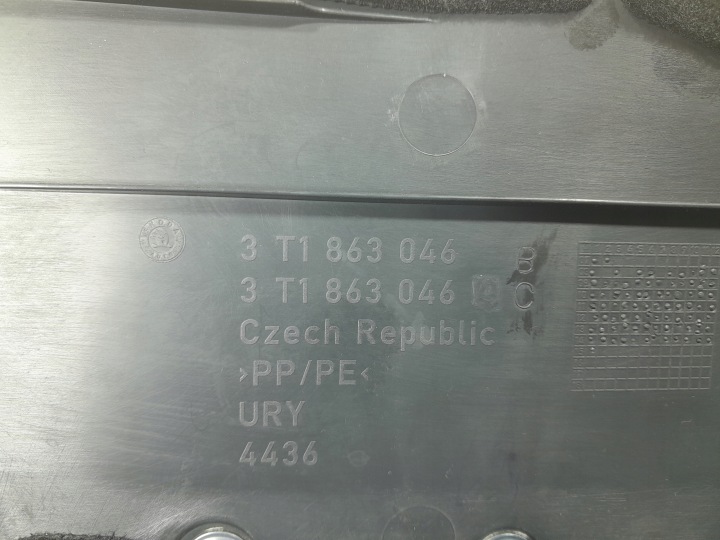 3 T1 863 046 B
3 T1 863 046 C
Czech Republic
>PP/PE<
URY
4436